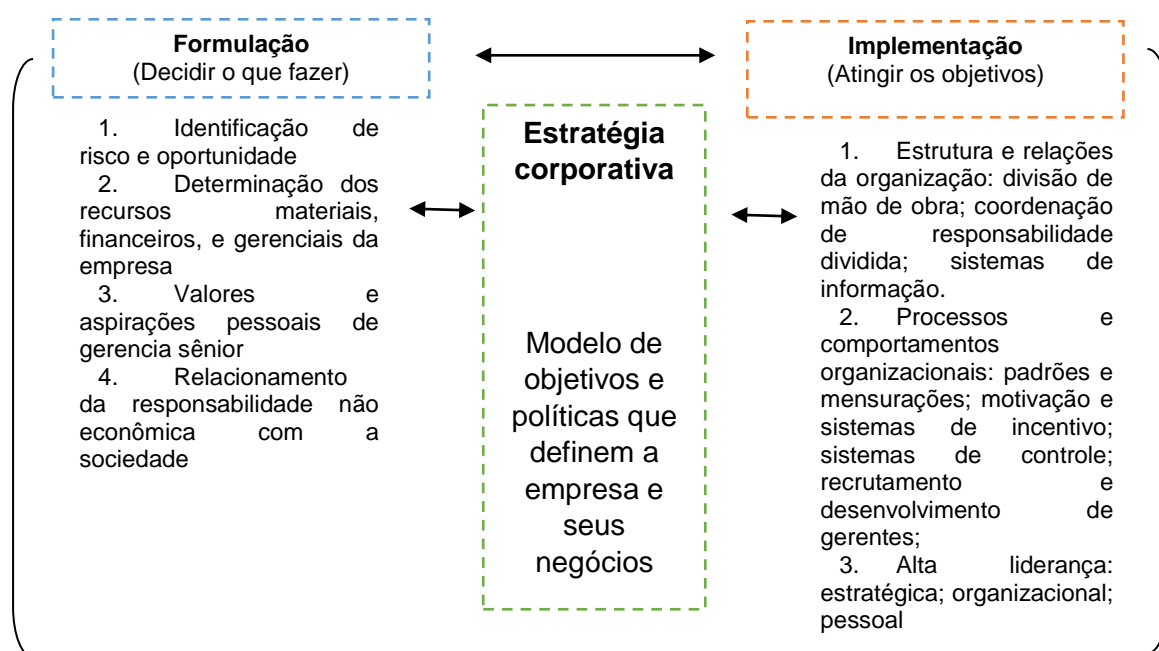 Formulação
(Decidir o que fazer)
1. Identificação de
risco e oportunidade
2. Determinação dos
recursos materiais,
financeiros, e gerenciais da
empresa
3. Valores e
aspirações pessoais de
gerencia sênior
4. Relacionamento
da responsabilidade não
econômica com a
sociedade
Estratégia
corporativa
Modelo de
objetivos e
políticas que
definem a
empresa e
seus
negócios
Implementação
(Atingir os objetivos)
1. Estrutura e relações
da organização: divisão de
mão de obra; coordenação
de responsabilidade
dividida; sistemas de
informação.
2. Processos e
comportamentos
organizacionais: padrões e
mensurações; motivação e
sistemas de incentivo;
sistemas de controle;
recrutamento e
desenvolvimento de
gerentes;
3. Alta liderança:
estratégica; organizacional;
pessoal